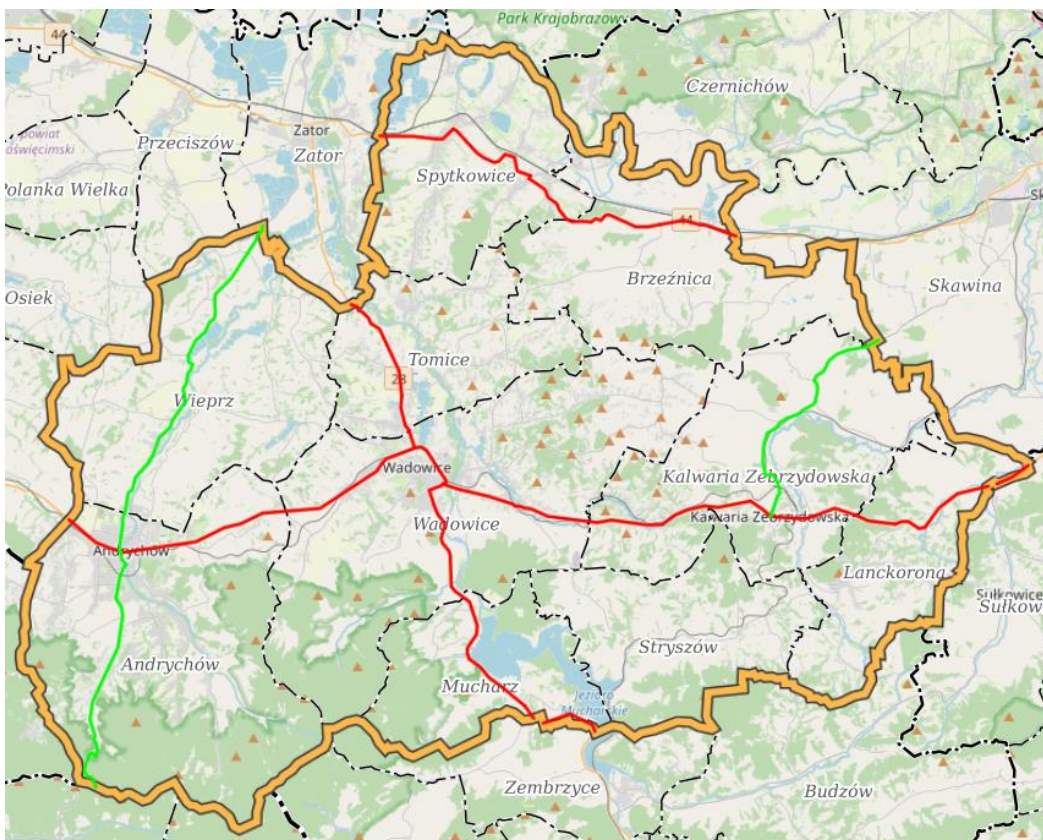 Park Krajobrazowy
44
Czernichów
powiat
oświęcimski
Przeciszów
Zator
Zator
Polanka Wielka
Spytkowice
44
Brzeźnica
Skawina
Osiek
Tomice
28
Wieprz
Wadowice
Kalwaria Zebrzydowska
Wadowice
Kalwaria Zebrzydowska
Andrychów
Lanckorona
Sułkowice
Sułkow
Stryszów
Andrychów
Mucharz
Jezioro
Mucharskie
Zembrzyce
Budzów